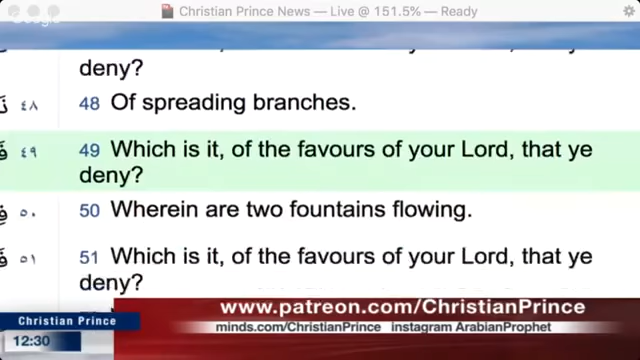 Christian Prince News — Live @ 151.5% — Ready
deny?
٤٨ 48 Of spreading branches.
٤٩ 49 Which is it, of the favours of your Lord, that ye
deny?
٥٠ 50 Wherein are two fountains flowing.
٥١ 51 Which is it, of the favours of your Lord, that ye
deny?
www.patreon.com/ChristianPrince
Christian Prince
minds.com/ChristianPrince instagram ArabianProphet
12:30